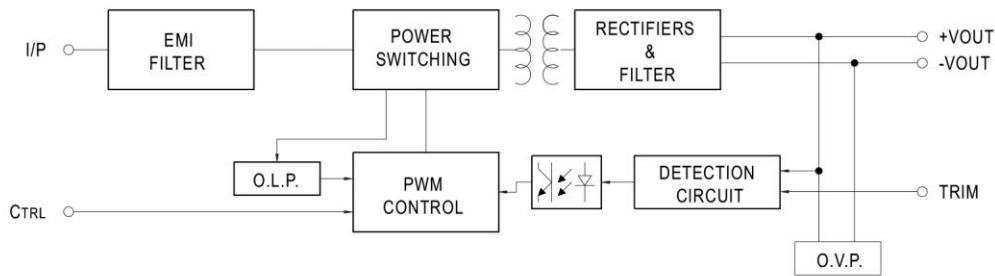 I/P
EMI
FILTER
POWER
SWITCHING
RECTIFIERS
&
FILTER
+VOUT
-VOUT
O.L.P.
PWM
CONTROL
DETECTION
CIRCUIT
TRIM
CTRL
O.V.P.